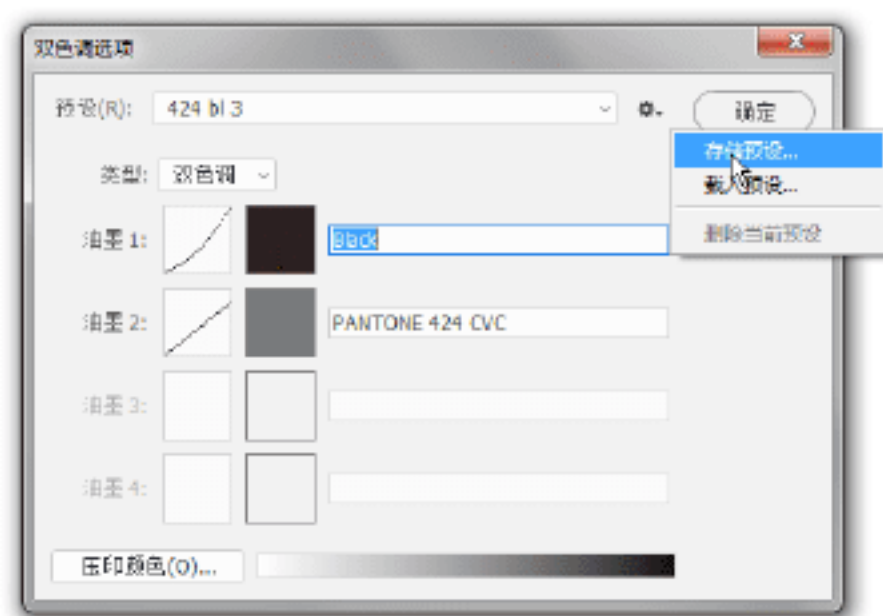 双色调选项
预设(R): 424 bl 3
确定
存储预设...
载入预设...
删除当前预设
类型: 双色调
油墨 1: Black
油墨 2: PANTONE 424 CVC
油墨 3:
油墨 4:
压印颜色(O)...